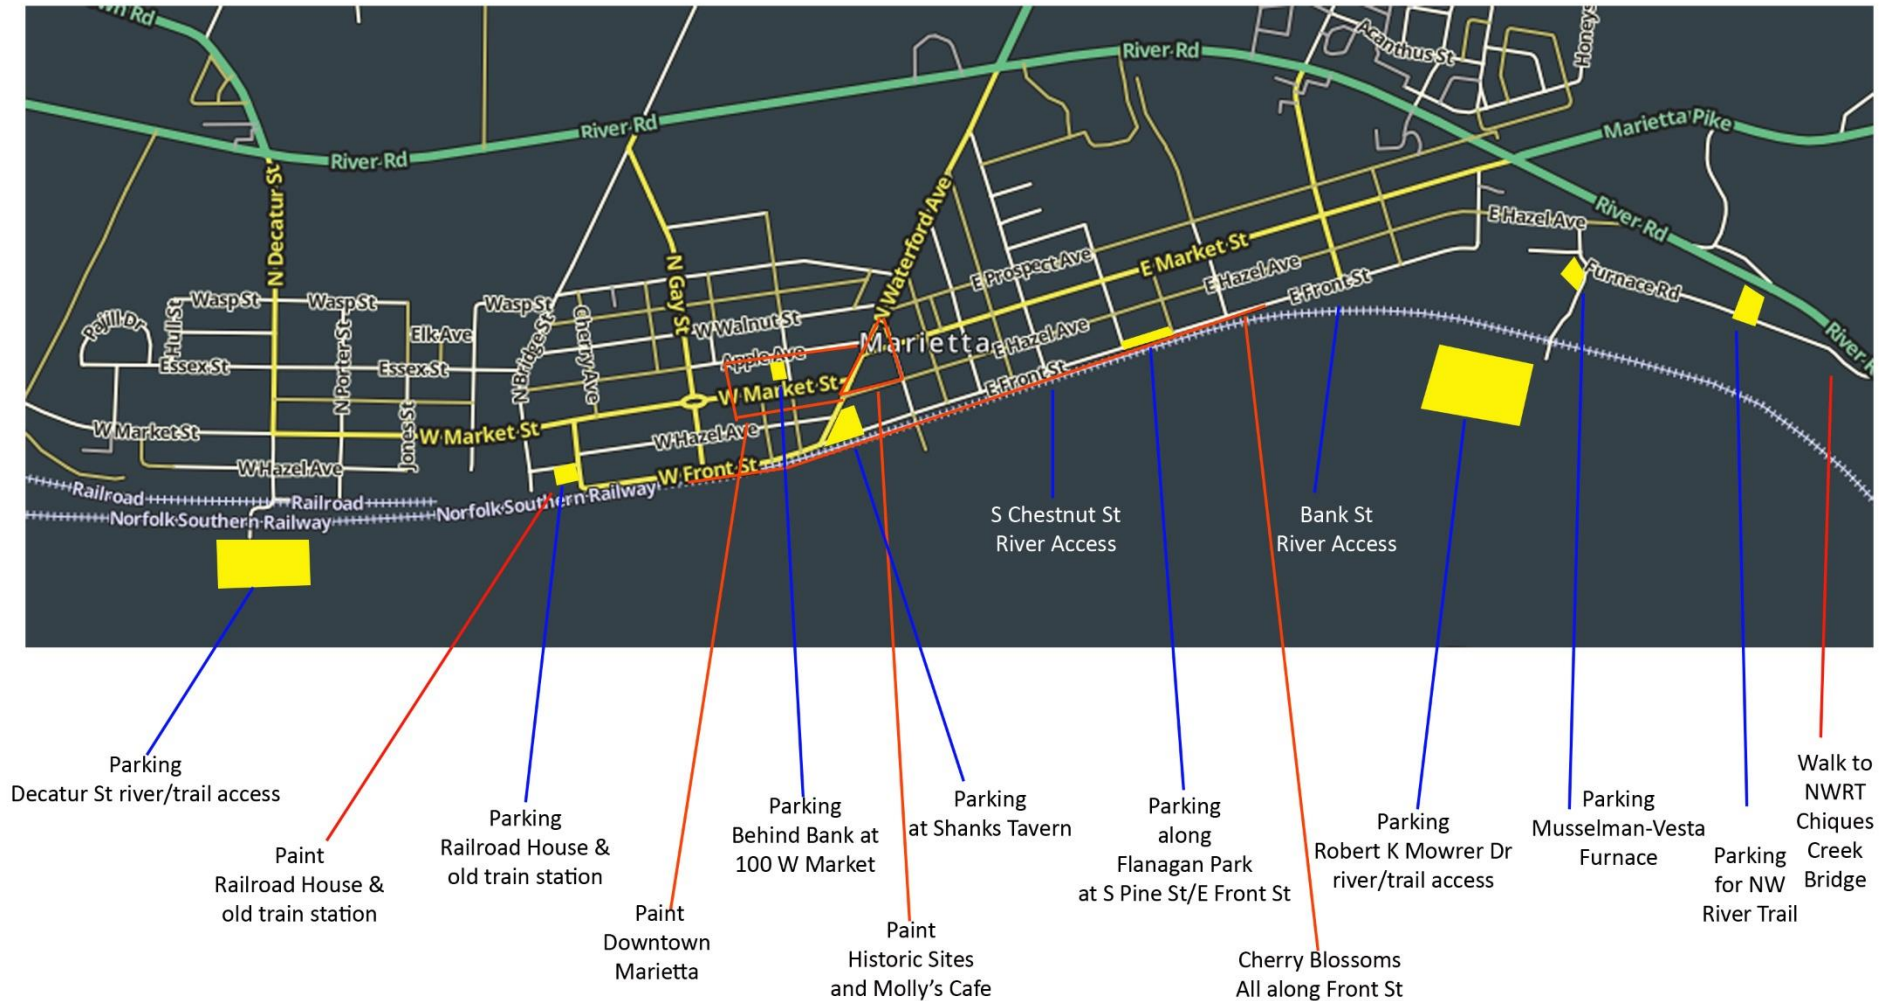 wn Rd
River Rd
Acanthus St
Honeys
River Rd
Marietta Pike
River Rd
N Decatur St
N Waterford Ave
E Hazel Ave
River Rd
N Gay St
E Prospect Ave
E Market St
E Hazel Ave
Furnace Rd
E Front St
Wasp St
Wasp St
Wasp St
Pajill Dr
Hull St
N Porter St
Elk Ave
N Bridge St
Cherry Ave
W Walnut St
Marietta
E Hazel Ave
River R
Essex St
Essex St
Apple Ave
W Market St
E Front St
W Market St
Jones St
W Market St
W Hazel Ave
W Hazel Ave
W Front St
Railroad
Railroad
Norfolk Southern Railway
Norfolk Southern Railway
S Chestnut St
River Access
Bank St
River Access
Parking
Decatur St river/trail access
Paint
Railroad House &
old train station
Parking
Railroad House &
old train station
Paint
Downtown
Marietta
Parking
Behind Bank at
100 W Market
Parking
at Shanks Tavern
Paint
Historic Sites
and Molly’s Cafe
Parking
along
Flanagan Park
at S Pine St/E Front St
Cherry Blossoms
All along Front St
Parking
Robert K Mowrer Dr
river/trail access
Parking
Musselman-Vesta
Furnace
Parking
for NW
River Trail
Walk to
NWRT
Chiques
Creek
Bridge